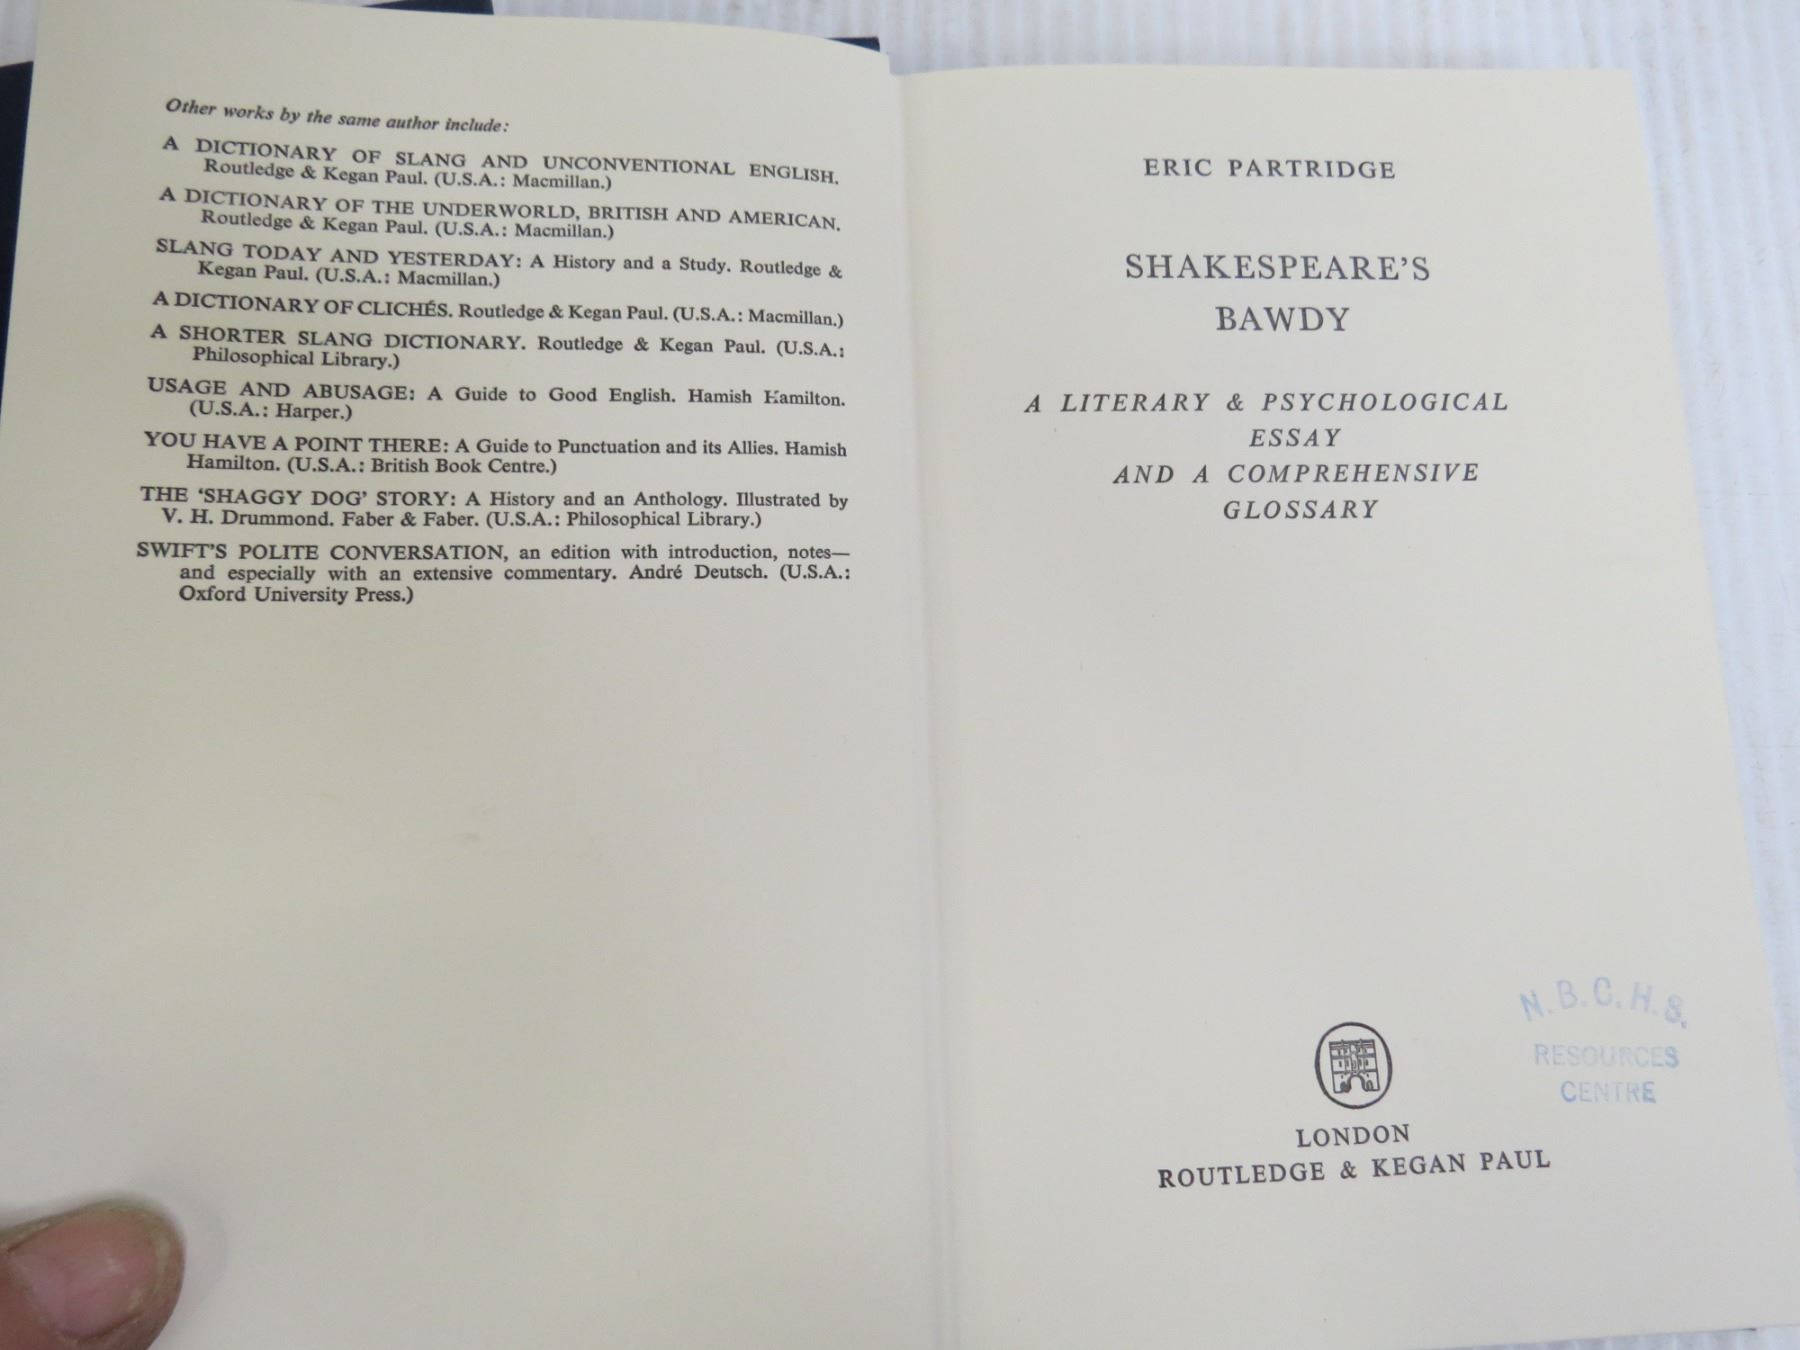 Other works by the same author include:
A DICTIONARY OF SLANG AND UNCONVENTIONAL ENGLISH.
Routledge & Kegan Paul. (U.S.A.: Macmillan.)
A DICTIONARY OF THE UNDERWORLD, BRITISH AND AMERICAN.
Routledge & Kegan Paul. (U.S.A.: Macmillan.)
SLANG TODAY AND YESTERDAY: A History and a Study. Routledge &
Kegan Paul. (U.S.A.: Macmillan.)
A DICTIONARY OF CLICHÉS. Routledge & Kegan Paul. (U.S.A.: Macmillan.)
A SHORTER SLANG DICTIONARY. Routledge & Kegan Paul. (U.S.A.:
Philosophical Library.)
USAGE AND ABUSAGE: A Guide to Good English. Hamish Hamilton.
(U.S.A.: Harper.)
YOU HAVE A POINT THERE: A Guide to Punctuation and its Allies. Hamish
Hamilton. (U.S.A.: British Book Centre.)
THE ‘SHAGGY DOG’ STORY: A History and an Anthology. Illustrated by
V. H. Drummond. Faber & Faber. (U.S.A.: Philosophical Library.)
SWIFT’S POLITE CONVERSATION, an edition with introduction, notes—
and especially with an extensive commentary. André Deutsch. (U.S.A.:
Oxford University Press.)
ERIC PARTRIDGE
SHAKESPEARE’S
BAWDY
A LITERARY & PSYCHOLOGICAL
ESSAY
AND A COMPREHENSIVE
GLOSSARY
N.B.C.H.S.
RESOURCES
CENTRE
LONDON
ROUTLEDGE & KEGAN PAUL